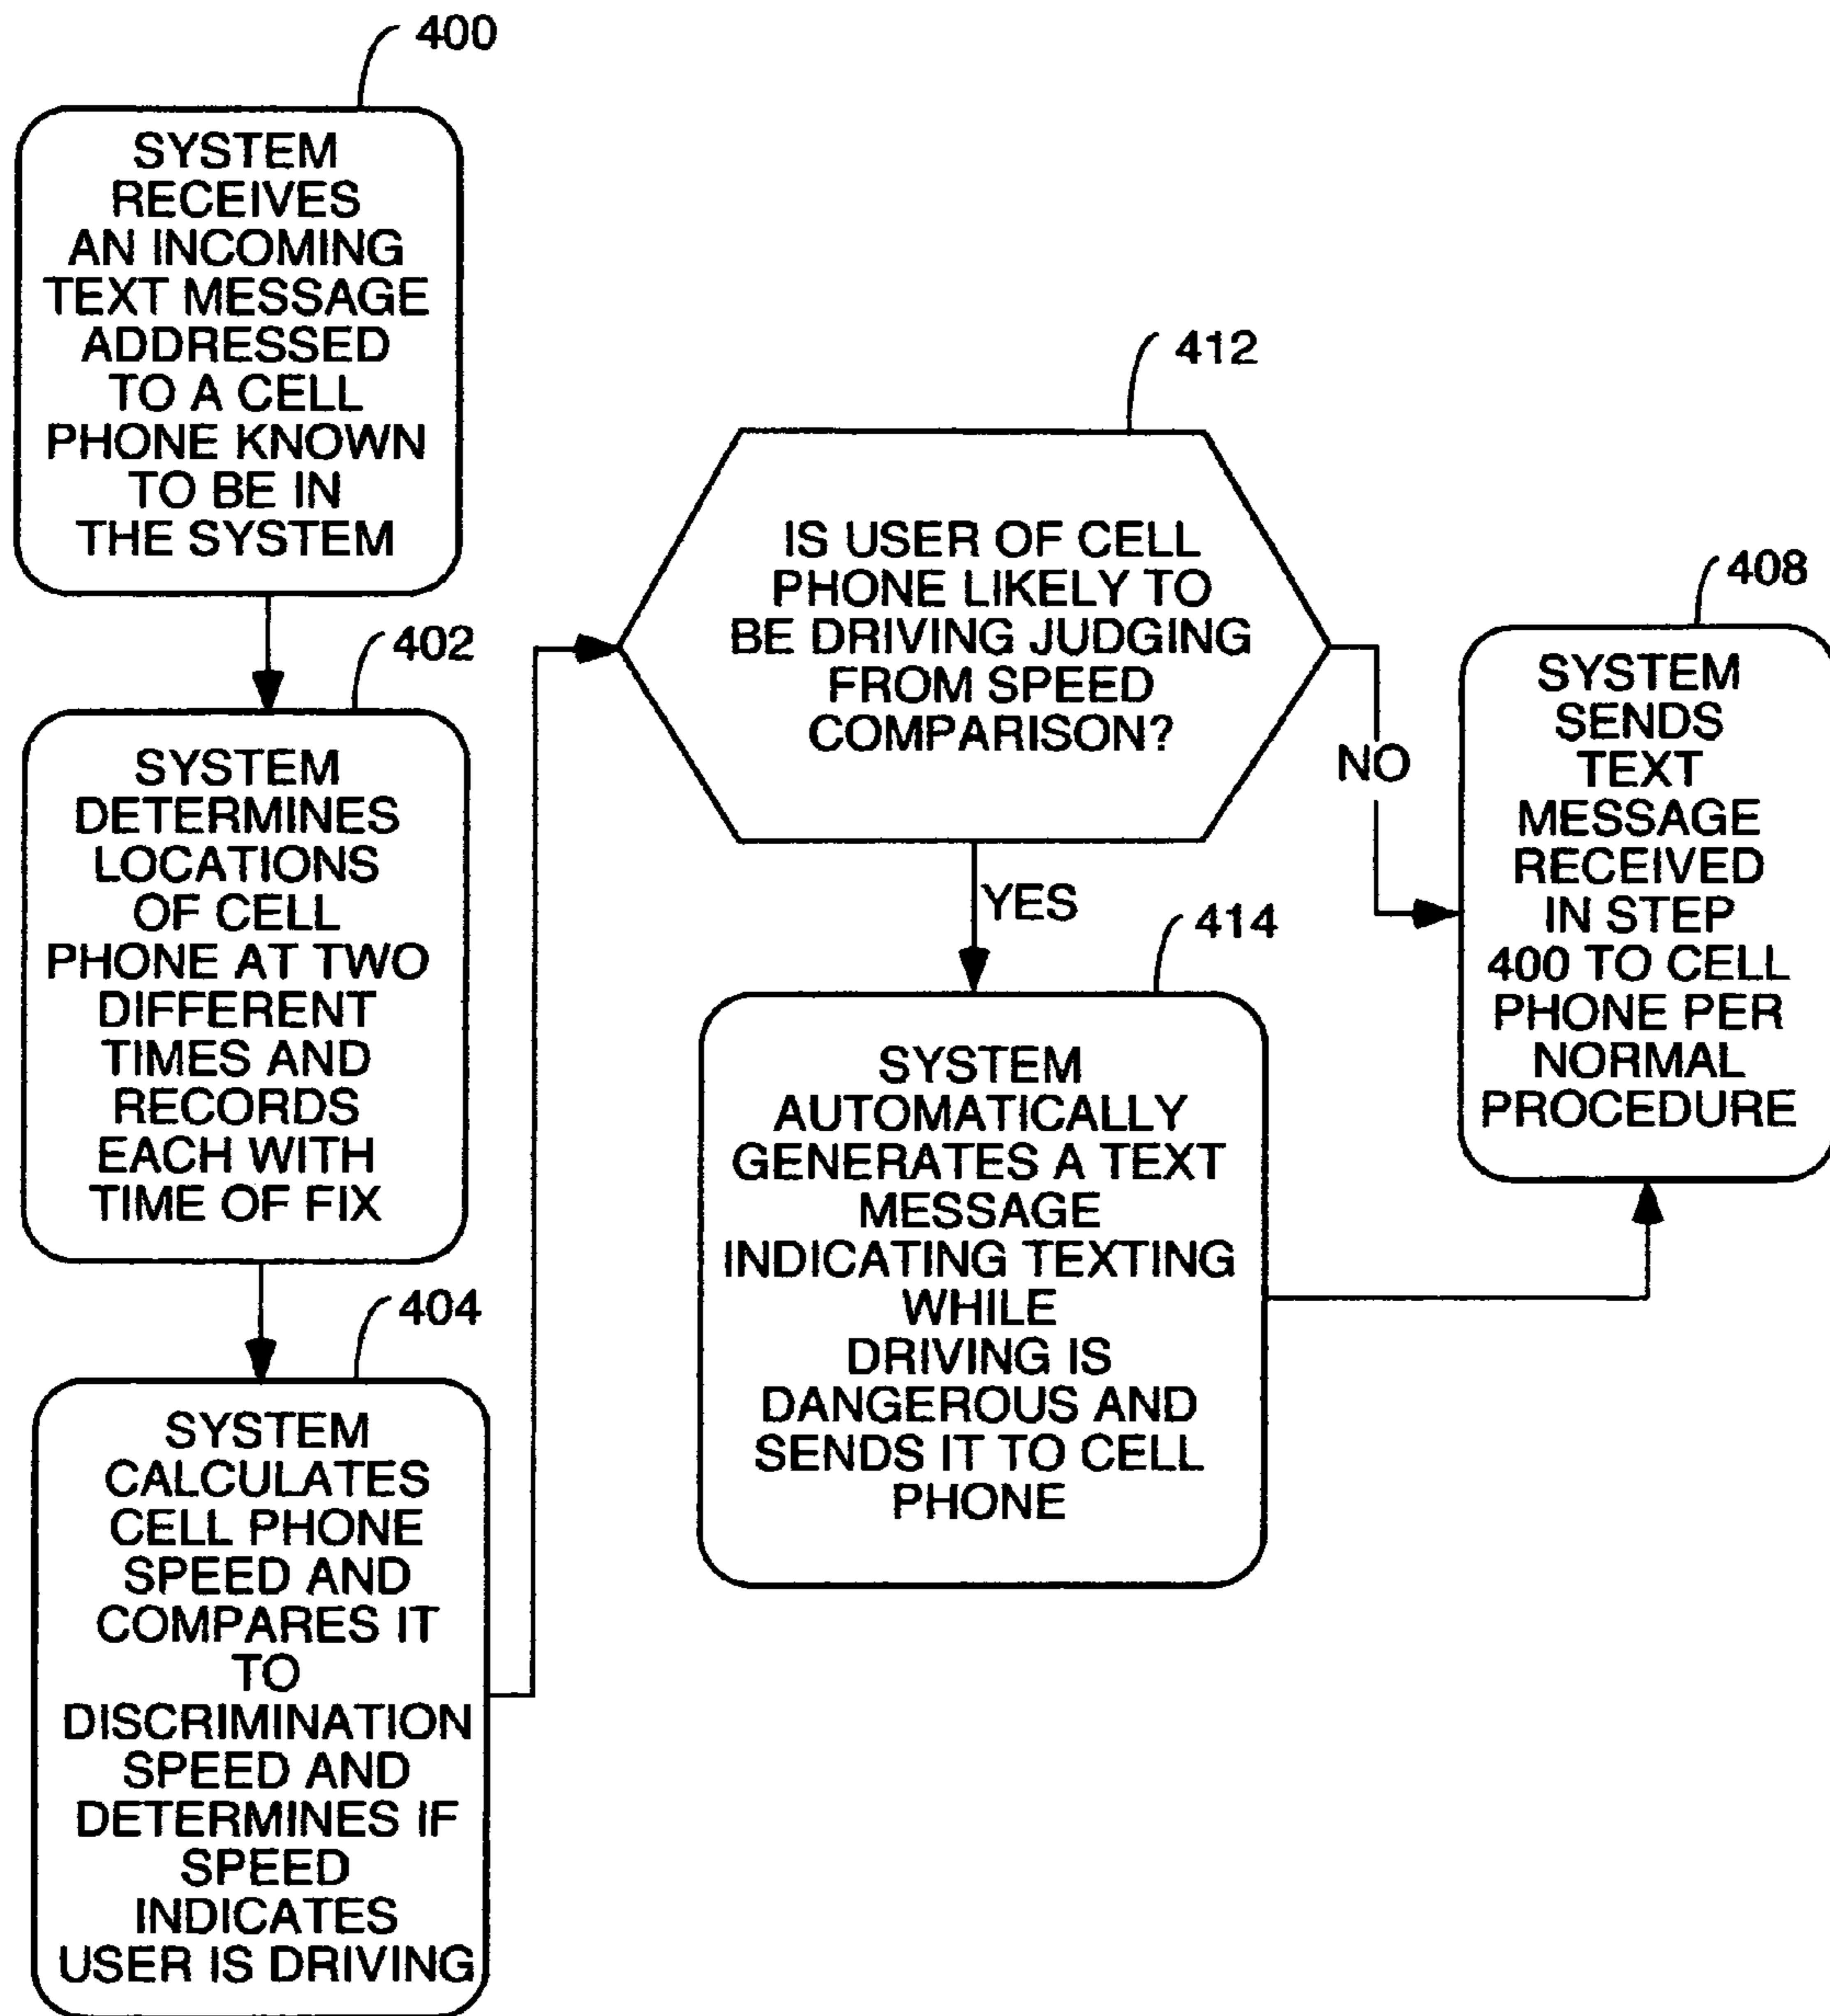 400
SYSTEM
RECEIVES
AN INCOMING
TEXT MESSAGE
ADDRESSED
TO A CELL
PHONE KNOWN
TO BE IN
THE SYSTEM
402
SYSTEM
DETERMINES
LOCATIONS
OF CELL
PHONE AT TWO
DIFFERENT
TIMES AND
RECORDS
EACH WITH
TIME OF FIX
404
SYSTEM
CALCULATES
CELL PHONE
SPEED AND
COMPARES IT
TO
DISCRIMINATION
SPEED AND
DETERMINES IF
SPEED
INDICATES
USER IS DRIVING
412
IS USER OF CELL
PHONE LIKELY TO
BE DRIVING JUDGING
FROM SPEED
COMPARISON?
YES
NO
414
SYSTEM
AUTOMATICALLY
GENERATES A TEXT
MESSAGE
INDICATING TEXTING
WHILE
DRIVING IS
DANGEROUS AND
SENDS IT TO CELL
PHONE
408
SYSTEM
SENDS
TEXT
MESSAGE
RECEIVED
IN STEP
400 TO CELL
PHONE PER
NORMAL
PROCEDURE